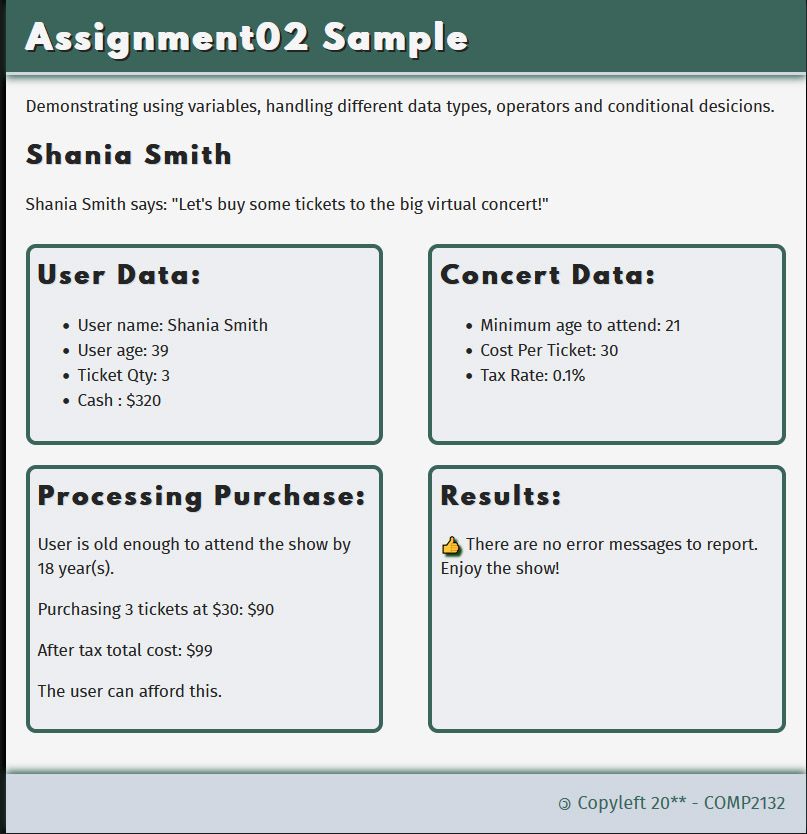 Assignment02 Sample
Demonstrating using variables, handling different data types, operators and conditional desicions.
Shania Smith
Shania Smith says: "Let's buy some tickets to the big virtual concert!"
User Data:
• User name: Shania Smith
• User age: 39
• Ticket Qty: 3
• Cash : $320
Concert Data:
• Minimum age to attend: 21
• Cost Per Ticket: 30
• Tax Rate: 0.1%
Processing Purchase:
User is old enough to attend the show by
18 year(s).
Purchasing 3 tickets at $30: $90
After tax total cost: $99
The user can afford this.
Results:
👍 There are no error messages to report.
Enjoy the show!
🄯 Copyleft 20** - COMP2132